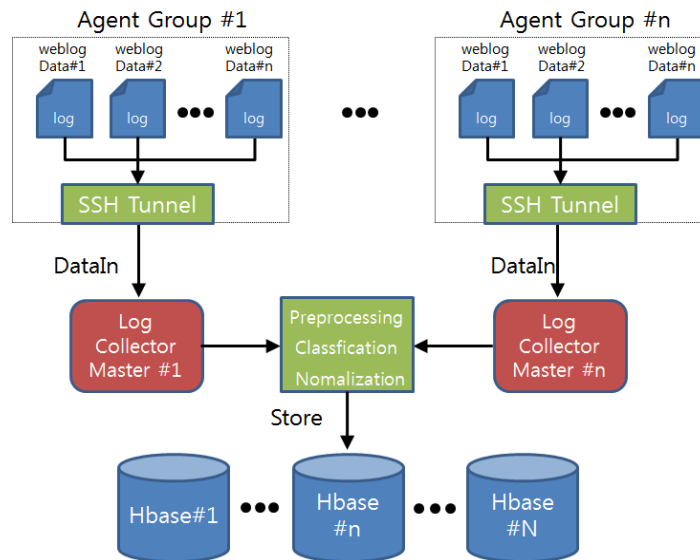 Agent Group #1
Agent Group #n
weblog
Data#1
weblog
Data#2
weblog
Data#n
weblog
Data#1
weblog
Data#2
weblog
Data#n
log
log
log
log
log
log
SSH Tunnel
SSH Tunnel
DataIn
DataIn
Log
Collector
Master #1
Preprocessing
Classfication
Nomalization
Log
Collector
Master #n
Store
Hbase#1
Hbase
#n
Hbase
#N